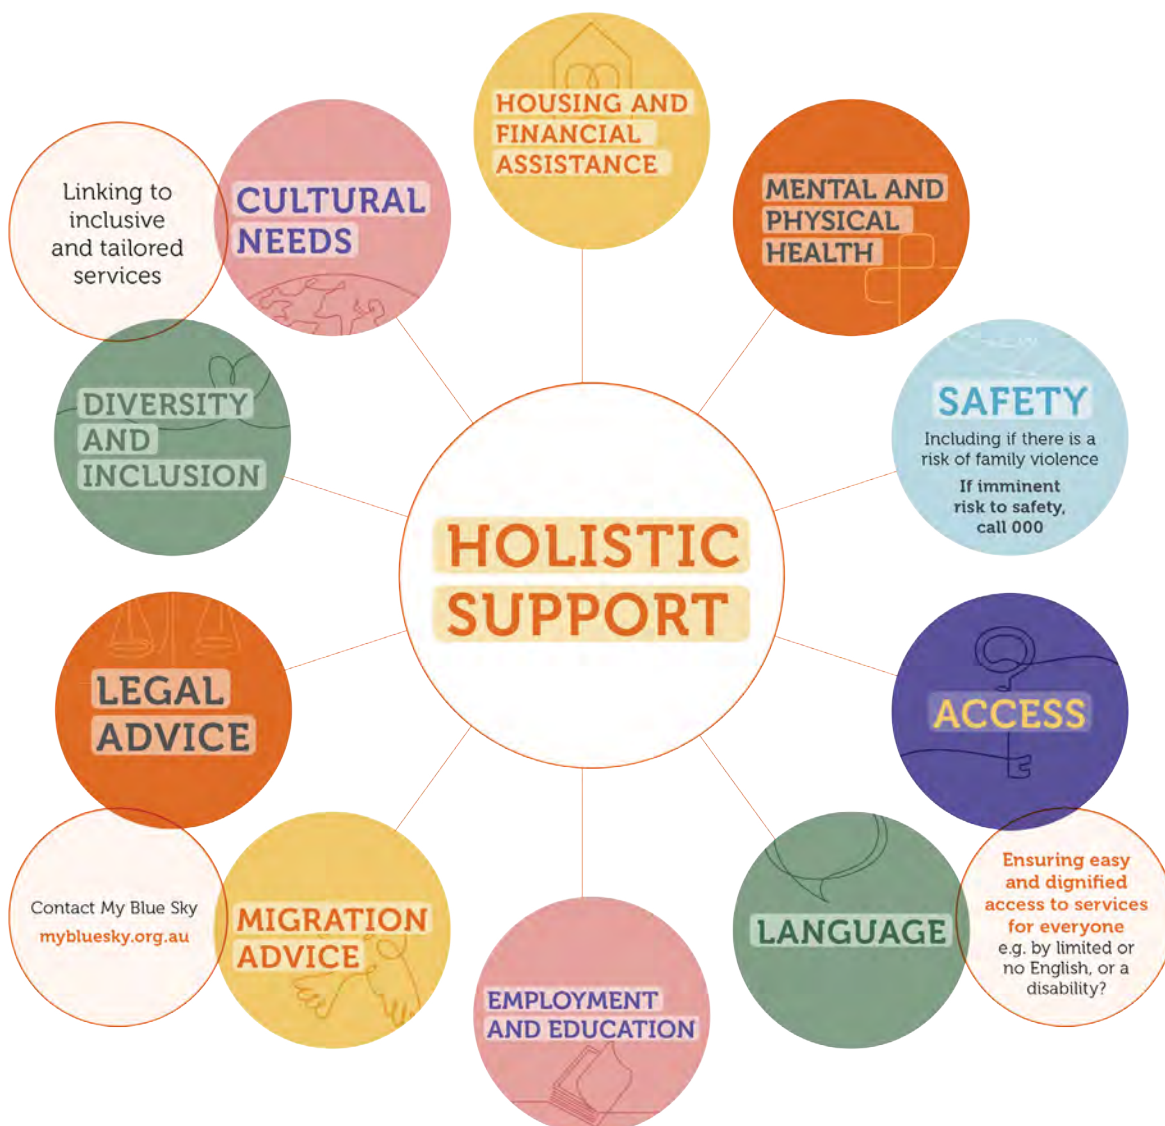 HOUSING AND
FINANCIAL
ASSISTANCE
MENTAL AND
PHYSICAL
HEALTH
SAFETY
Including if there is a
risk of family violence
If imminent
risk to safety,
call 000
ACCESS
Ensuring easy
and dignified
access to services
for everyone
e.g. by limited or
no English, or a
disability?
LANGUAGE
EMPLOYMENT
AND EDUCATION
MIGRATION
ADVICE
Contact My Blue Sky
mybluesky.org.au
LEGAL
ADVICE
DIVERSITY
AND
INCLUSION
Linking to
inclusive
and tailored
services
CULTURAL
NEEDS
HOLISTIC
SUPPORT